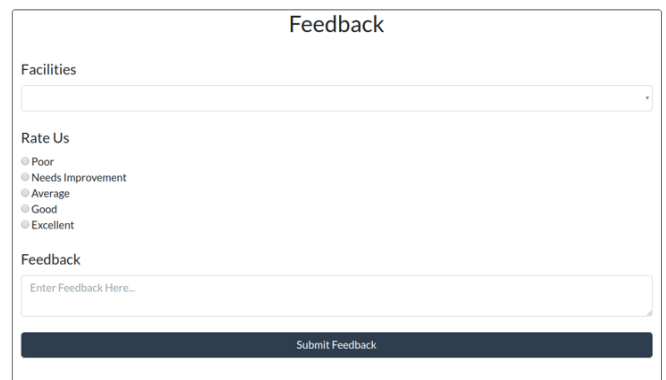 Feedback
Facilities
Rate Us
Poor
Needs Improvement
Average
Good
Excellent
Feedback
Enter Feedback Here...
Submit Feedback